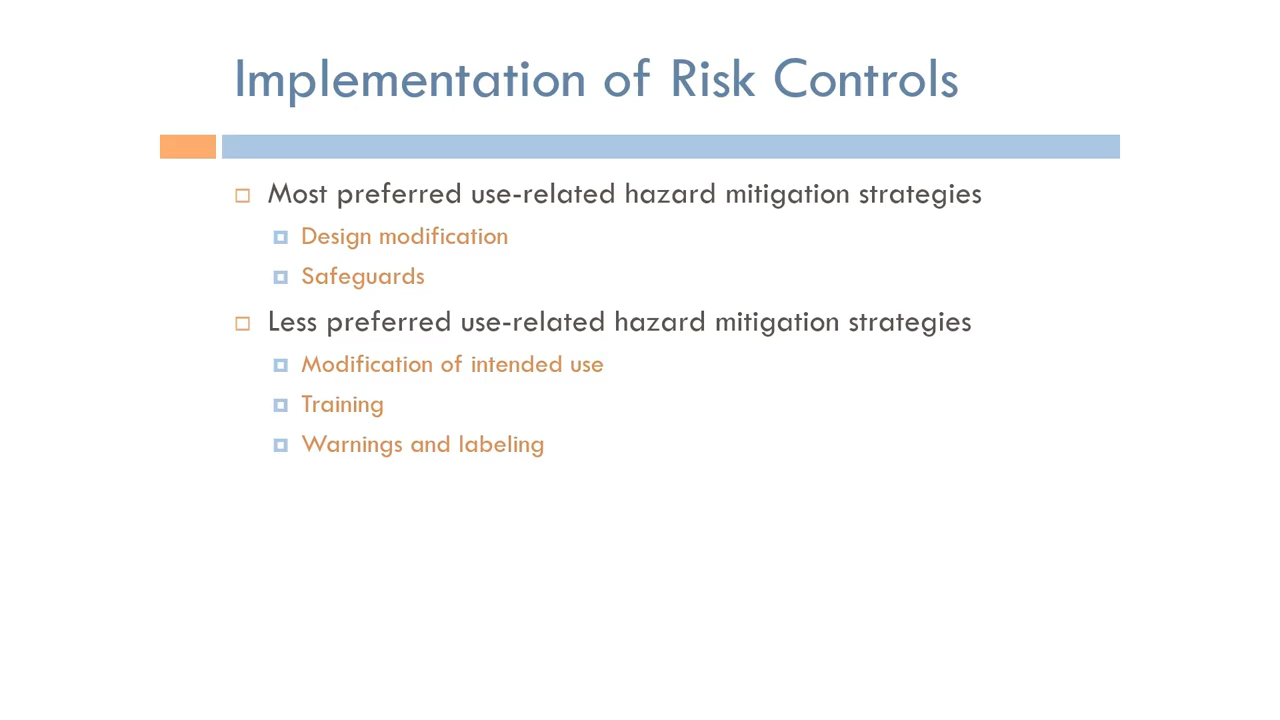 Implementation of Risk Controls
Most preferred use-related hazard mitigation strategies
Design modification
Safeguards
Less preferred use-related hazard mitigation strategies
Modification of intended use
Training
Warnings and labeling